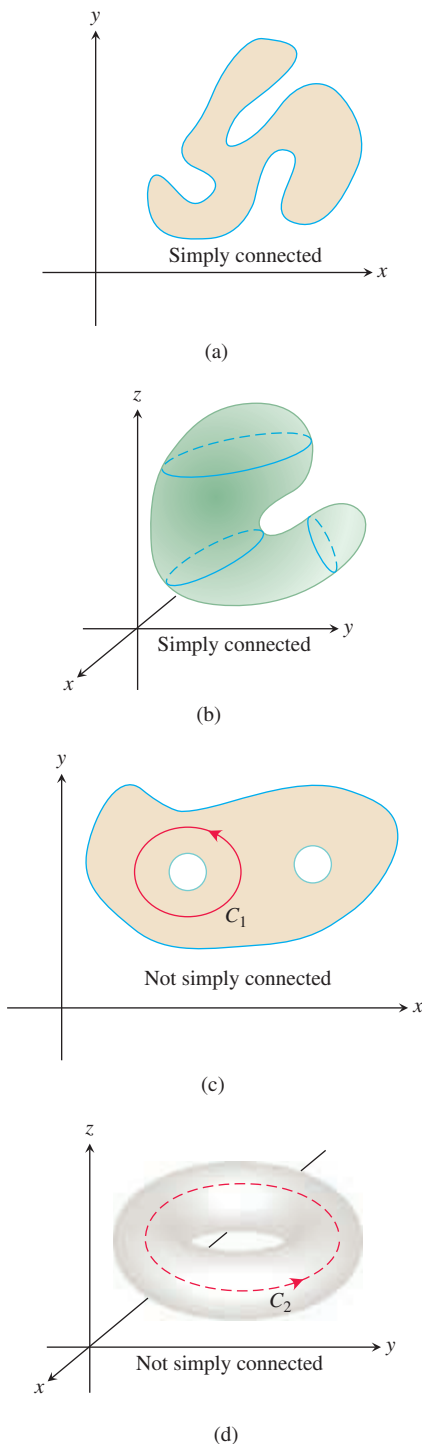 y
Simply connected
x
(a)
z
y
Simply connected
x
(b)
y
C1
Not simply connected
x
(c)
z
C2
y
Not simply connected
x
(d)